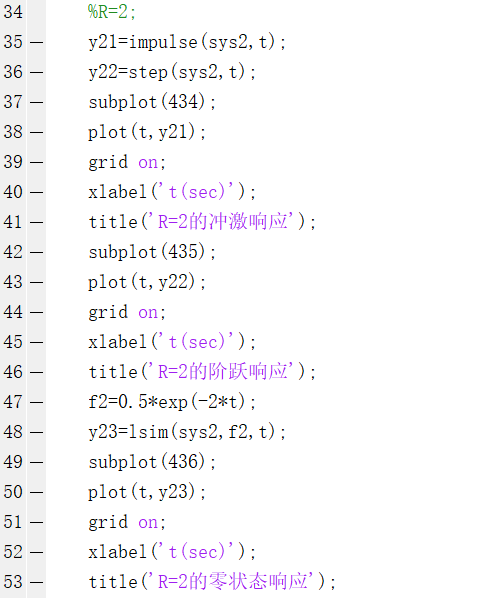 34 %R=2;
35 — y21=impulse(sys2,t);
36 — y22=step(sys2,t);
37 — subplot(434);
38 — plot(t,y21);
39 — grid on;
40 — xlabel('t(sec)');
41 — title('R=2的冲激响应');
42 — subplot(435);
43 — plot(t,y22);
44 — grid on;
45 — xlabel('t(sec)');
46 — title('R=2的阶跃响应');
47 — f2=0.5*exp(-2*t);
48 — y23=lsim(sys2,f2,t);
49 — subplot(436);
50 — plot(t,y23);
51 — grid on;
52 — xlabel('t(sec)');
53 — title('R=2的零状态响应');